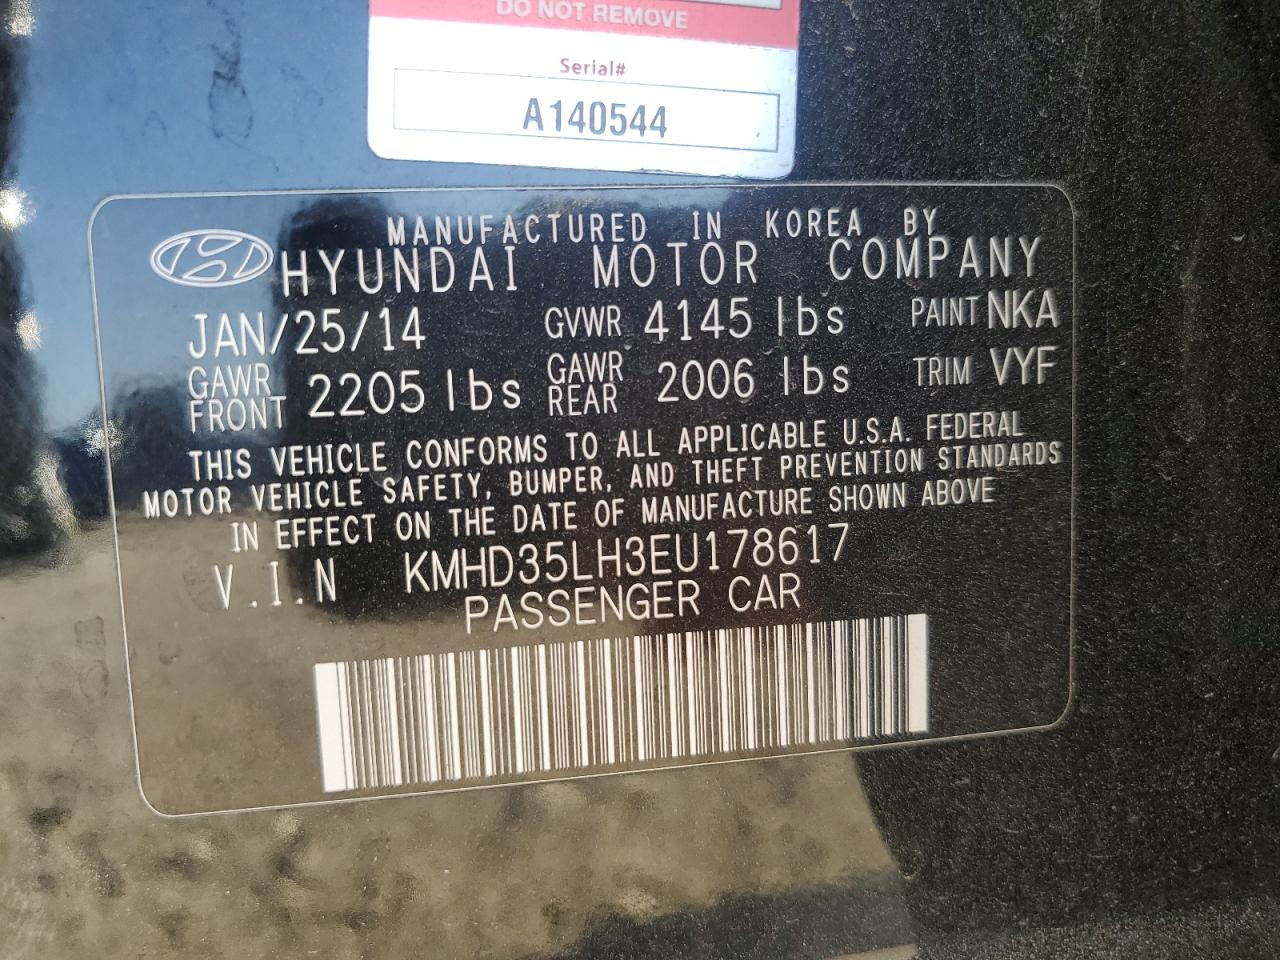 DO NOT REMOVE
Serial#
A140544
MANUFACTURED IN KOREA BY
HYUNDAI MOTOR COMPANY
JAN/25/14 GVWR 4145 lbs PAINT NKA
GAWR FRONT 2205 lbs GAWR REAR 2006 lbs TRIM VYF
THIS VEHICLE CONFORMS TO ALL APPLICABLE U.S.A. FEDERAL
MOTOR VEHICLE SAFETY, BUMPER, AND THEFT PREVENTION STANDARDS
IN EFFECT ON THE DATE OF MANUFACTURE SHOWN ABOVE
V.I.N KMHD35LH3EU178617
PASSENGER CAR